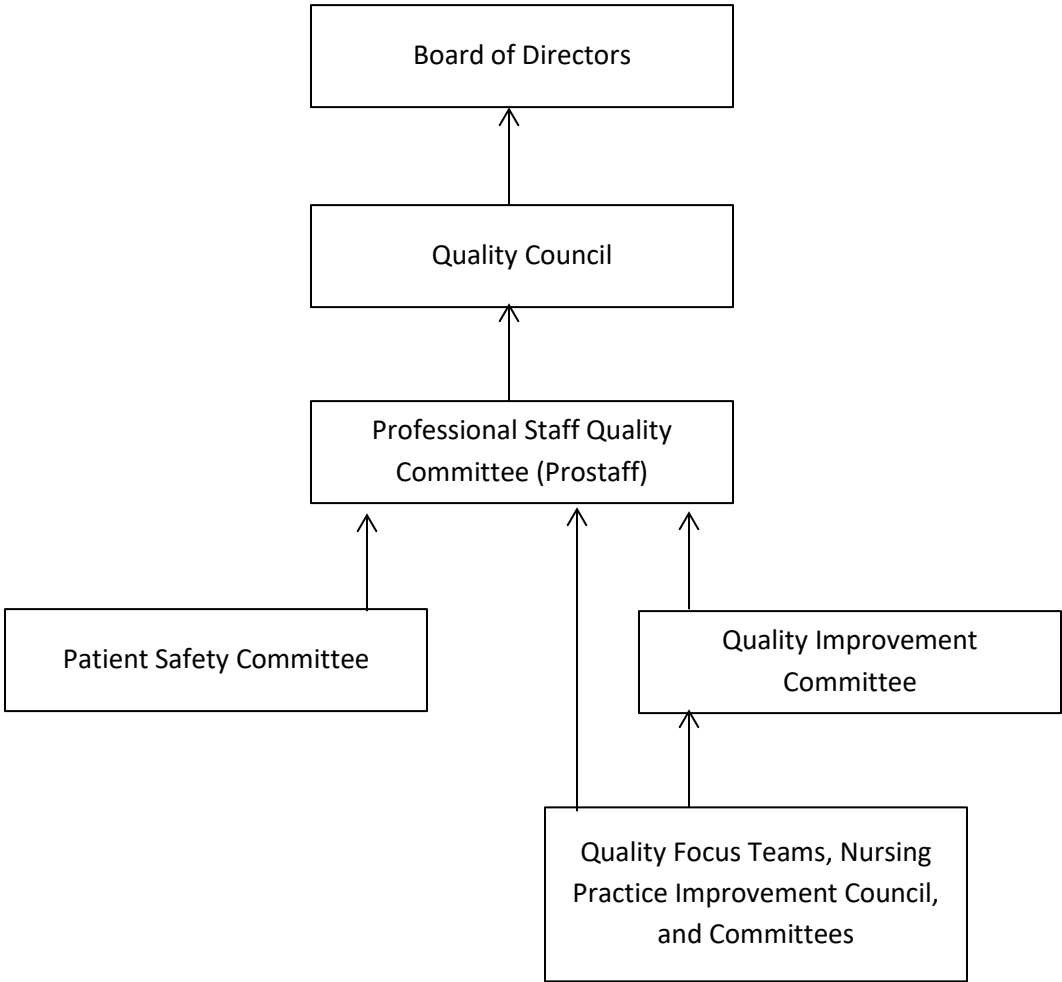 Board of Directors
Quality Council
Professional Staff Quality
Committee (Prostaff)
Patient Safety Committee
Quality Improvement
Committee
Quality Focus Teams, Nursing
Practice Improvement Council,
and Committees